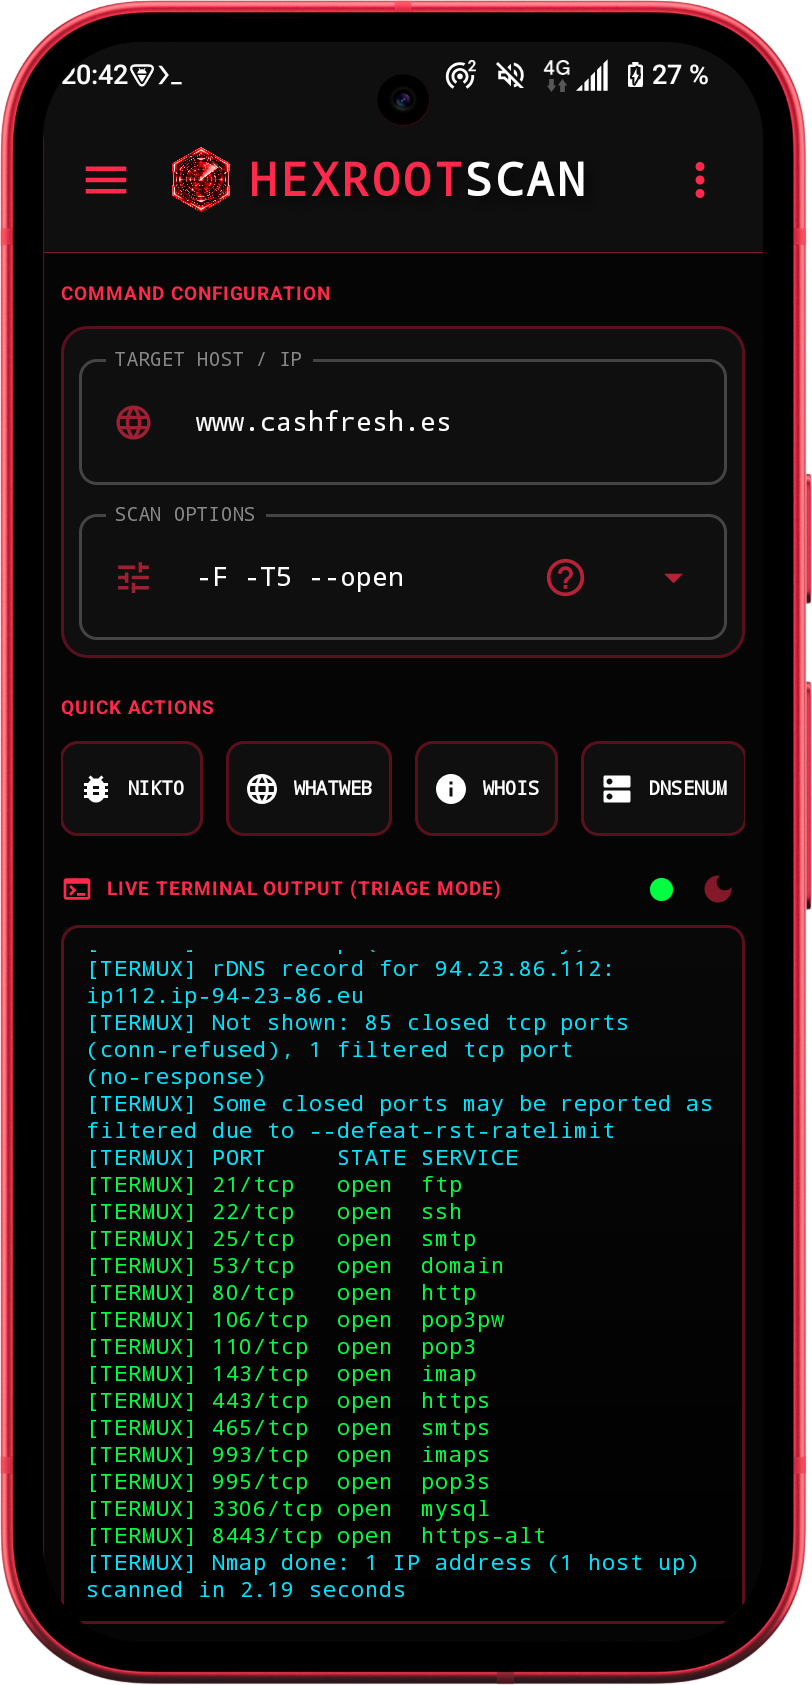 20:42
2
4G
27 %
HEXROOTSCAN
COMMAND CONFIGURATION
TARGET HOST / IP
www.cashfresh.es
SCAN OPTIONS
-F -T5 --open
QUICK ACTIONS
NIKTO
WHATWEB
WHOIS
DNSENUM
LIVE TERMINAL OUTPUT (TRIAGE MODE)
[TERMUX] rDNS record for 94.23.86.112:
ip112.ip-94-23-86.eu
[TERMUX] Not shown: 85 closed tcp ports
(conn-refused), 1 filtered tcp port
(no-response)
[TERMUX] Some closed ports may be reported as
filtered due to --defeat-rst-ratelimit
[TERMUX] PORT     STATE SERVICE
[TERMUX] 21/tcp   open  ftp
[TERMUX] 22/tcp   open  ssh
[TERMUX] 25/tcp   open  smtp
[TERMUX] 53/tcp   open  domain
[TERMUX] 80/tcp   open  http
[TERMUX] 106/tcp  open  pop3pw
[TERMUX] 110/tcp  open  pop3
[TERMUX] 143/tcp  open  imap
[TERMUX] 443/tcp  open  https
[TERMUX] 465/tcp  open  smtps
[TERMUX] 993/tcp  open  imaps
[TERMUX] 995/tcp  open  pop3s
[TERMUX] 3306/tcp open  mysql
[TERMUX] 8443/tcp open  https-alt
[TERMUX] Nmap done: 1 IP address (1 host up)
scanned in 2.19 seconds